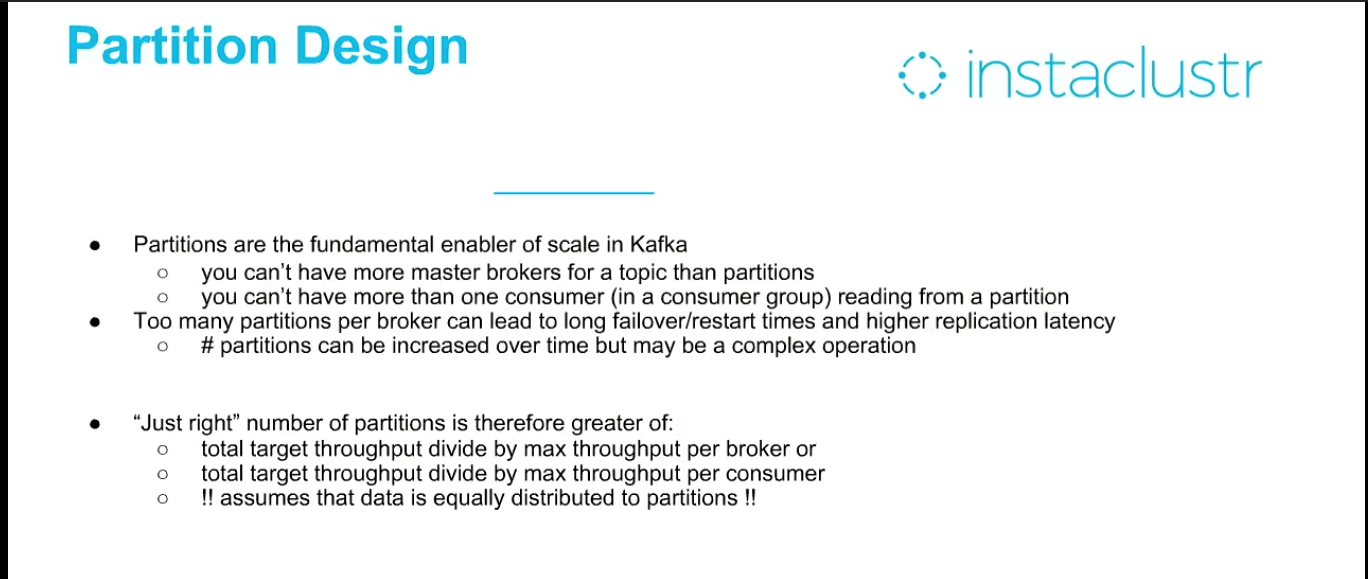 Partition Design
instaclustr
● Partitions are the fundamental enabler of scale in Kafka
○ you can’t have more master brokers for a topic than partitions
○ you can’t have more than one consumer (in a consumer group) reading from a partition
● Too many partitions per broker can lead to long failover/restart times and higher replication latency
○ # partitions can be increased over time but may be a complex operation
● “Just right” number of partitions is therefore greater of:
○ total target throughput divide by max throughput per broker or
○ total target throughput divide by max throughput per consumer
○ !! assumes that data is equally distributed to partitions !!